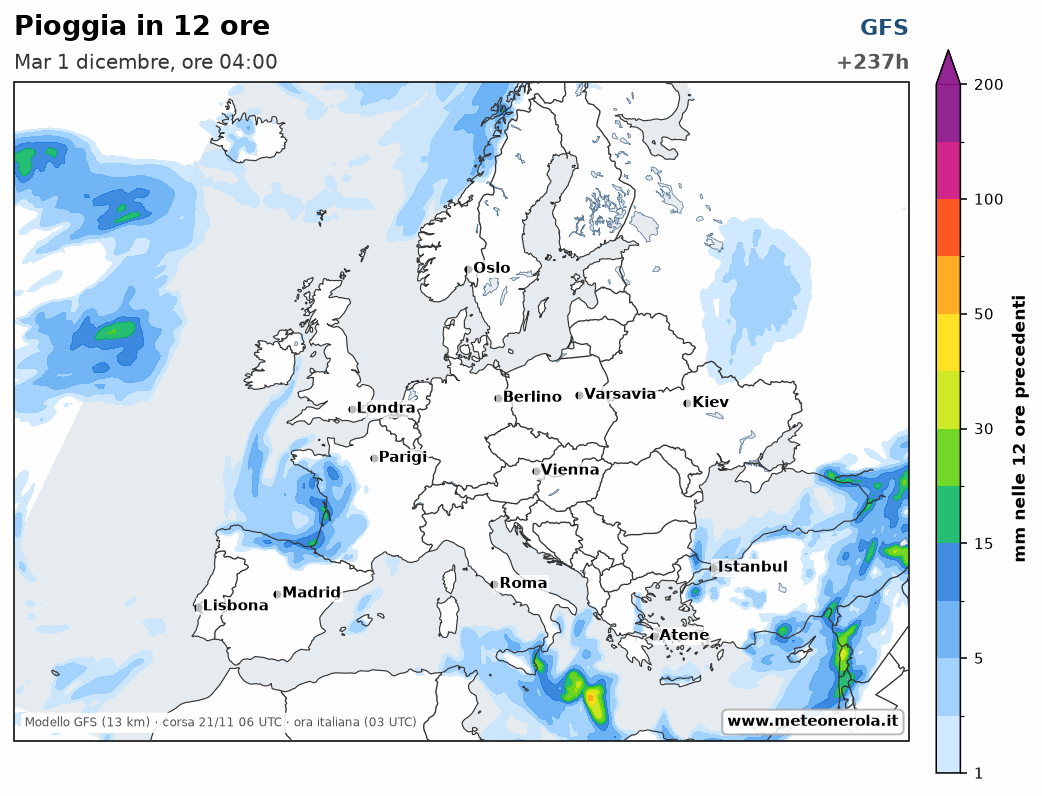 Pioggia in 12 ore
GFS
Mar 1 dicembre, ore 04:00
+237h
200
100
50
30
15
5
1
mm nelle 12 ore precedenti
Oslo
Berlino
Varsavia
Kiev
Londra
Parigi
Vienna
Istanbul
Roma
Madrid
Lisbona
Atene
Modello GFS (13 km) · corsa 21/11 06 UTC · ora italiana (03 UTC)
www.meteonerola.it